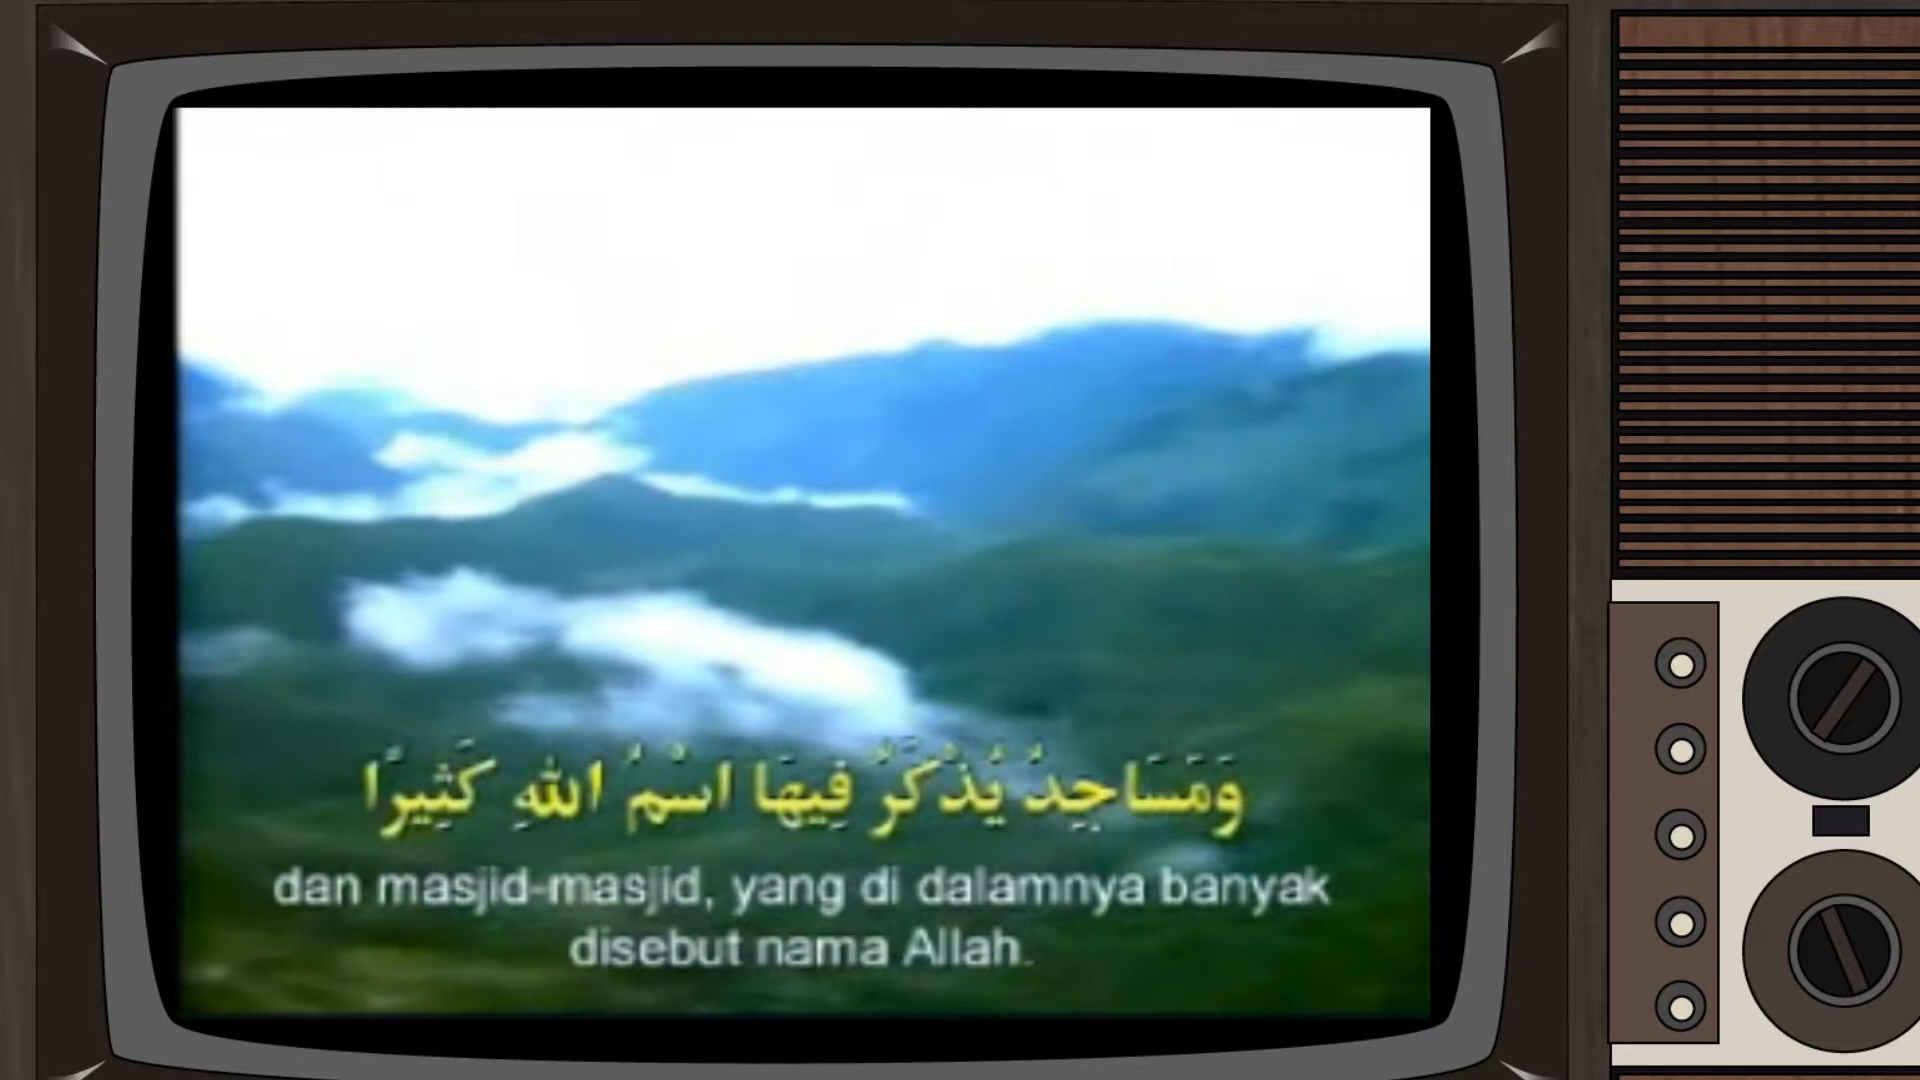 وَمَسَاجِدُ يُذْكَرُ فِيهَا اسْمُ اللهِ كَثِيرًا
dan masjid-masjid, yang di dalamnya banyak
disebut nama Allah.